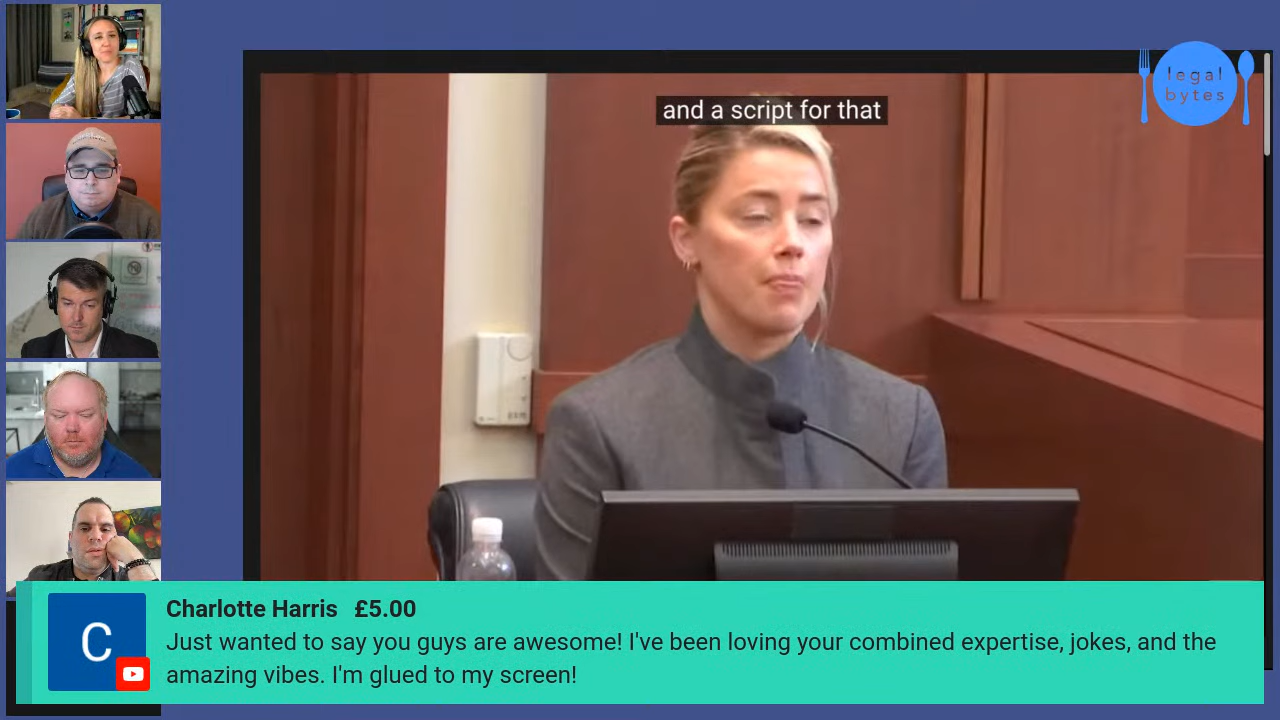 and a script for that
legal
bytes
Charlotte Harris £5.00
C
Just wanted to say you guys are awesome! I've been loving your combined expertise, jokes, and the
amazing vibes. I'm glued to my screen!